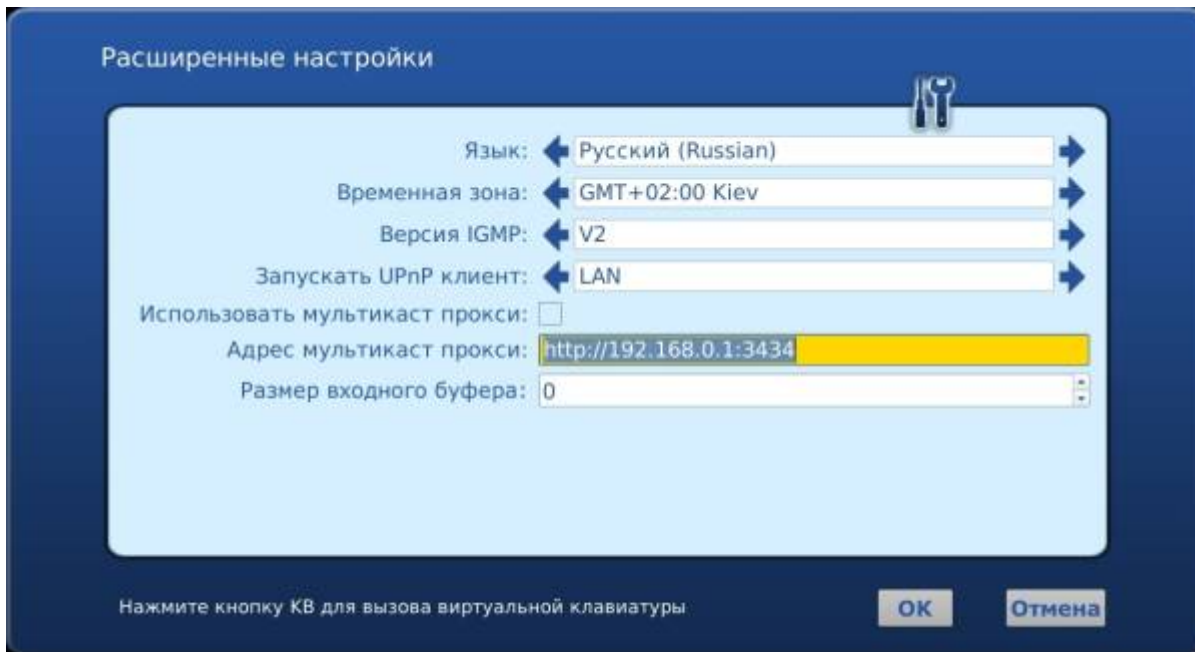 Расширенные настройки
Язык: Русский (Russian)
Временная зона: GMT+02:00 Kiev
Версия IGMP: V2
Запускать UPnP клиент: LAN
Использовать мультикаст прокси:
Адрес мультикаст прокси: http://192.168.0.1:3434
Размер входного буфера: 0
Нажмите кнопку КВ для вызова виртуальной клавиатуры
OK
Отмена